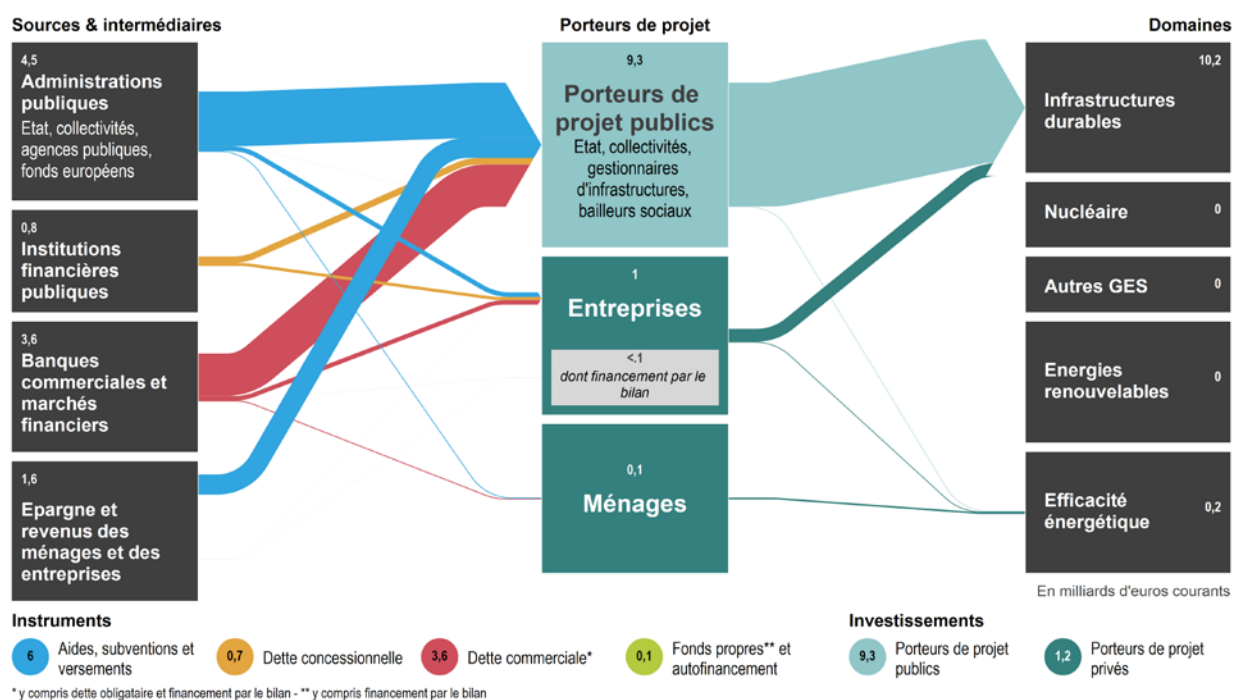 Sources & intermédiaires
Porteurs de projet
Domaines
4,5
Administrations
publiques
Etat, collectivités,
agences publiques,
fonds européens
0,8
Institutions
financières
publiques
3,6
Banques
commerciales et
marchés
financiers
1,6
Epargne et
revenus des
ménages et des
entreprises
9,3
Porteurs de
projet publics
Etat, collectivités,
gestionnaires
d'infrastructures,
bailleurs sociaux
1
Entreprises
<.1
dont financement par le
bilan
0,1
Ménages
10,2
Infrastructures
durables
Nucléaire
0
Autres GES
0
Energies
renouvelables
0
Efficacité
énergétique
0,2
En milliards d'euros courants
Instruments
6
Aides, subventions et
versements
0,7
Dette concessionnelle
3,6
Dette commerciale*
0,1
Fonds propres** et
autofinancement
Investissements
9,3
Porteurs de projet
publics
1,2
Porteurs de projet
privés
* y compris dette obligataire et financement par le bilan - ** y compris financement par le bilan